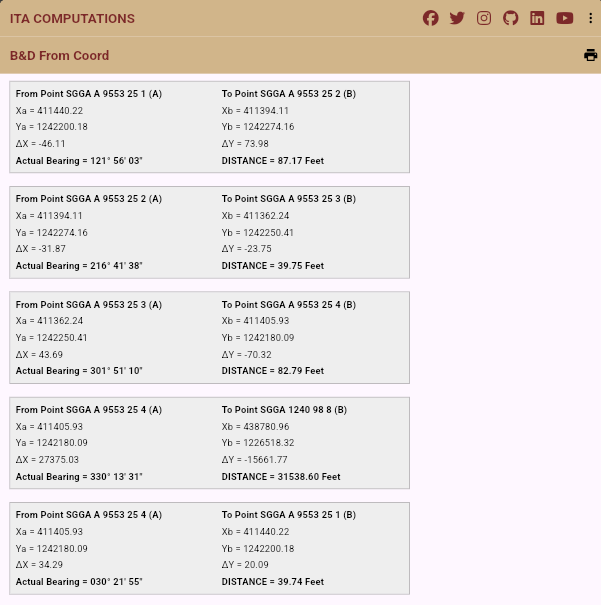 ITA COMPUTATIONS
B&D From Coord
From Point SGGA A 9553 25 1 (A) To Point SGGA A 9553 25 2 (B)
Xa = 411440.22 Xb = 411394.11
Ya = 1242200.18 Yb = 1242274.16
ΔX = -46.11 ΔY = 73.98
Actual Bearing = 121° 56' 03" DISTANCE = 87.17 Feet
From Point SGGA A 9553 25 2 (A) To Point SGGA A 9553 25 3 (B)
Xa = 411394.11 Xb = 411362.24
Ya = 1242274.16 Yb = 1242250.41
ΔX = -31.87 ΔY = -23.75
Actual Bearing = 216° 41' 38" DISTANCE = 39.75 Feet
From Point SGGA A 9553 25 3 (A) To Point SGGA A 9553 25 4 (B)
Xa = 411362.24 Xb = 411405.93
Ya = 1242250.41 Yb = 1242180.09
ΔX = 43.69 ΔY = -70.32
Actual Bearing = 301° 51' 10" DISTANCE = 82.79 Feet
From Point SGGA A 9553 25 4 (A) To Point SGGA 1240 98 8 (B)
Xa = 411405.93 Xb = 438780.96
Ya = 1242180.09 Yb = 1226518.32
ΔX = 27375.03 ΔY = -15661.77
Actual Bearing = 330° 13' 31" DISTANCE = 31538.60 Feet
From Point SGGA A 9553 25 4 (A) To Point SGGA A 9553 25 1 (B)
Xa = 411405.93 Xb = 411440.22
Ya = 1242180.09 Yb = 1242200.18
ΔX = 34.29 ΔY = 20.09
Actual Bearing = 030° 21' 55" DISTANCE = 39.74 Feet